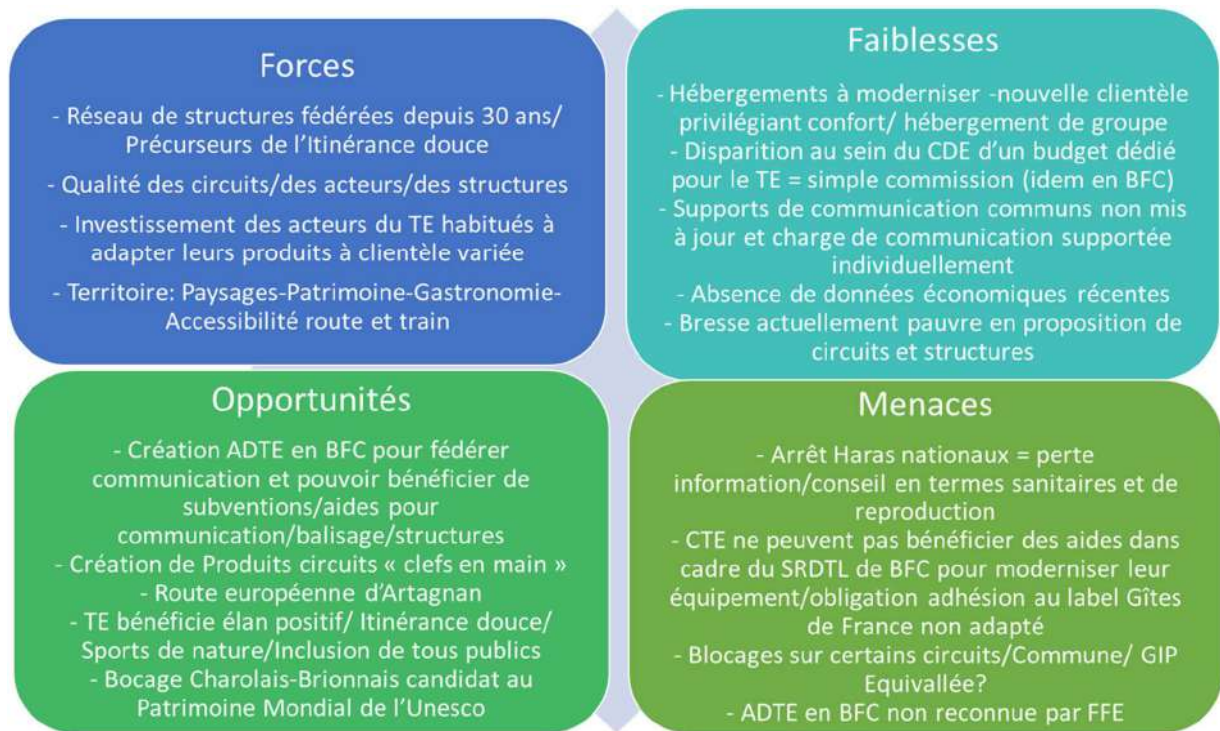 Forces
- Réseau de structures fédérées depuis 30 ans/
Précurseurs de l'Itinérance douce
- Qualité des circuits/des acteurs/des structures
- Investissement des acteurs du TE habitués à
adapter leurs produits à clientèle variée
- Territoire: Paysages-Patrimoine-Gastronomie-
Accessibilité route et train
Faiblesses
- Hébergements à moderniser -nouvelle clientèle
privilégiant confort/ hébergement de groupe
- Disparition au sein du CDE d'un budget dédié
pour le TE = simple commission (idem en BFC)
- Supports de communication communs non mis
à jour et charge de communication supportée
individuellement
- Absence de données économiques récentes
- Bresse actuellement pauvre en proposition de
circuits et structures
Opportunités
- Création ADTE en BFC pour fédérer
communication et pouvoir bénéficier de
subventions/aides pour
communication/balisage/structures
- Création de Produits circuits « clefs en main »
- Route européenne d'Artagnan
- TE bénéficie élan positif/ Itinérance douce/
Sports de nature/Inclusion de tous publics
- Bocage Charolais-Brionnais candidat au
Patrimoine Mondial de l'Unesco
Menaces
- Arrêt Haras nationaux = perte
information/conseil en termes sanitaires et de
reproduction
- CTE ne peuvent pas bénéficier des aides dans
cadre du SRDTL de BFC pour moderniser leur
équipement/obligation adhésion au label Gîtes
de France non adapté
- Blocages sur certains circuits/Commune/ GIP
Equivallée?
- ADTE en BFC non reconnue par FFE